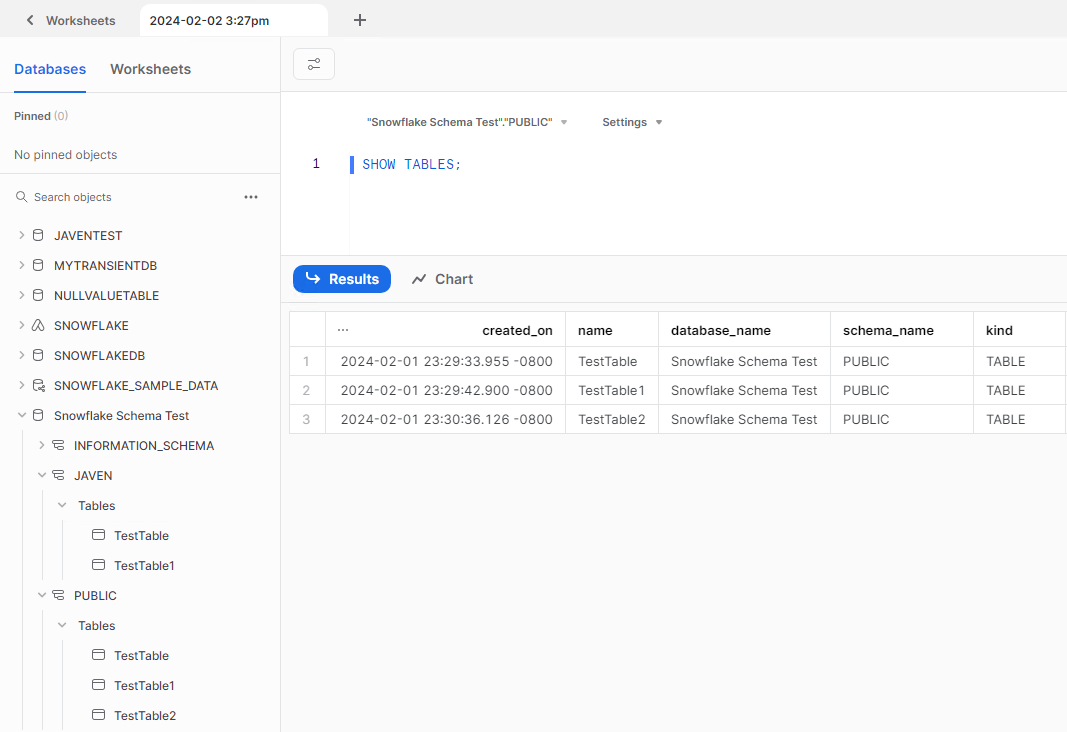 Worksheets
2024-02-02 3:27pm
Databases
Worksheets
Pinned (0)
No pinned objects
Search objects
JAVENTEST
MYTRANSIENTDB
NULLVALUETABLE
SNOWFLAKE
SNOWFLAKEDB
SNOWFLAKE_SAMPLE_DATA
Snowflake Schema Test
INFORMATION_SCHEMA
JAVEN
Tables
TestTable
TestTable1
PUBLIC
Tables
TestTable
TestTable1
TestTable2
"Snowflake Schema Test"."PUBLIC"
Settings
1 SHOW TABLES;
Results
Chart
... created_on name database_name schema_name kind
1 2024-02-01 23:29:33.955 -0800 TestTable Snowflake Schema Test PUBLIC TABLE
2 2024-02-01 23:29:42.900 -0800 TestTable1 Snowflake Schema Test PUBLIC TABLE
3 2024-02-01 23:30:36.126 -0800 TestTable2 Snowflake Schema Test PUBLIC TABLE